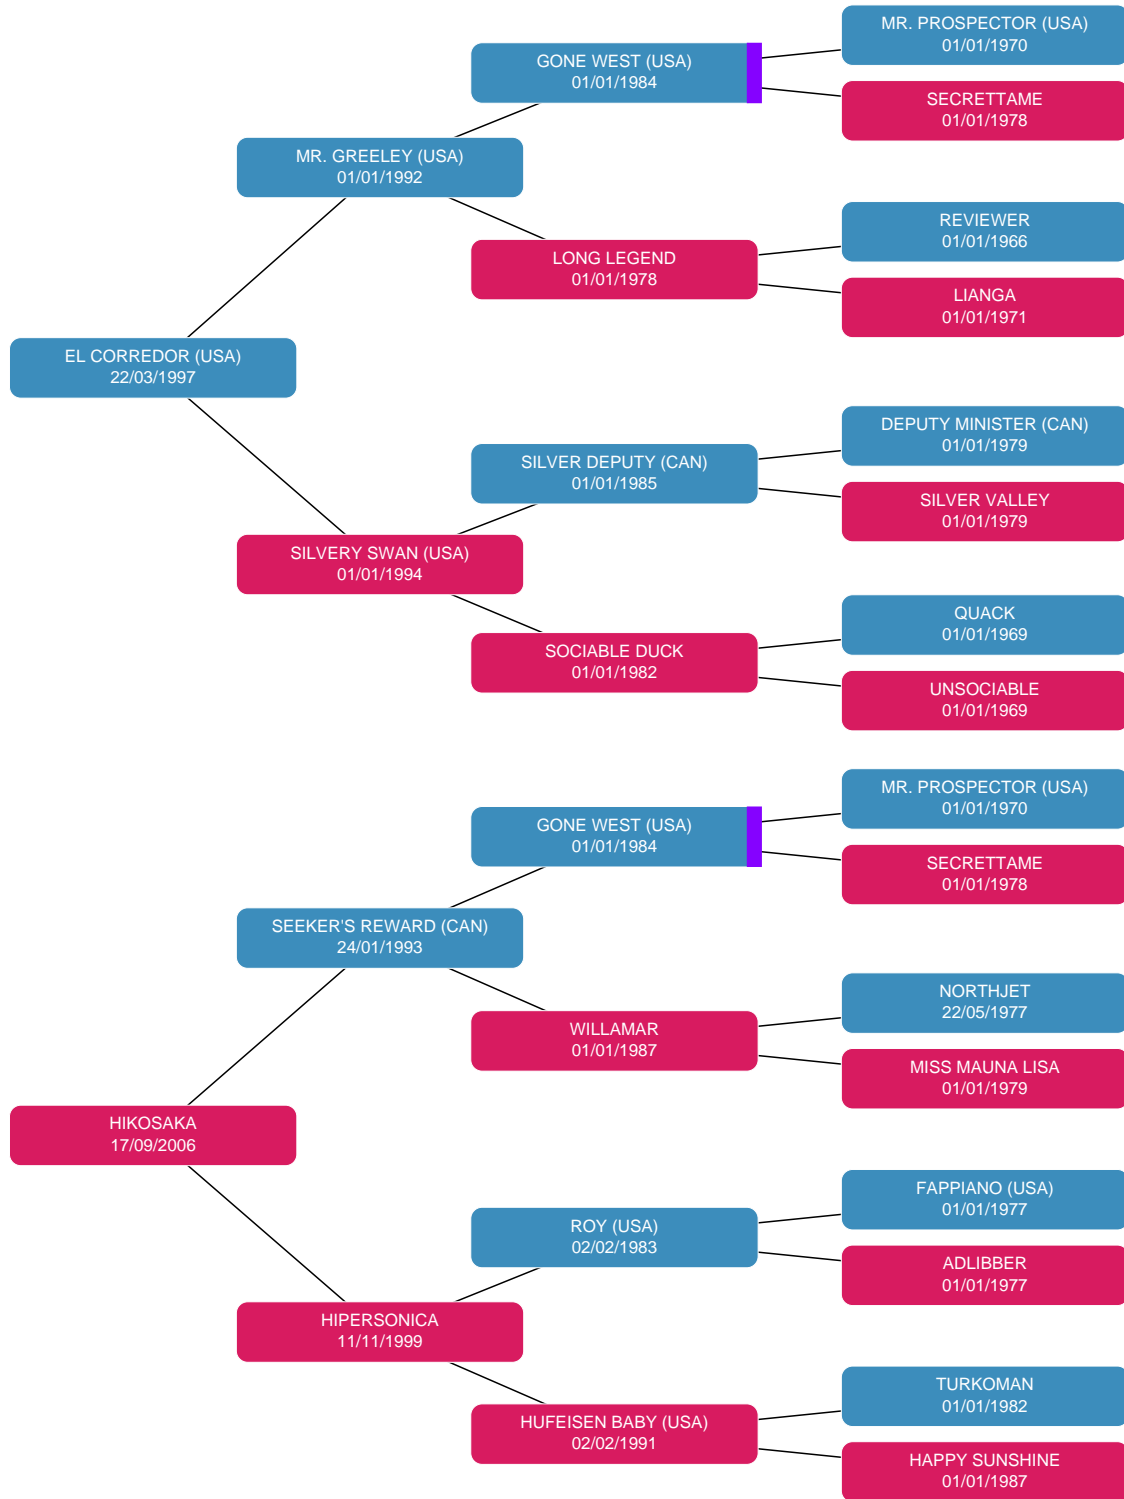 MR. PROSPECTOR (USA)
01/01/1970
GONE WEST (USA)
01/01/1984
SECRETTAME
01/01/1978
MR. GREELEY (USA)
01/01/1992
REVIEWER
01/01/1966
LONG LEGEND
01/01/1978
LIANGA
01/01/1971
EL CORREDOR (USA)
22/03/1997
DEPUTY MINISTER (CAN)
01/01/1979
SILVER DEPUTY (CAN)
01/01/1985
SILVER VALLEY
01/01/1979
SILVERY SWAN (USA)
01/01/1994
QUACK
01/01/1969
SOCIABLE DUCK
01/01/1982
UNSOCIABLE
01/01/1969
MR. PROSPECTOR (USA)
01/01/1970
GONE WEST (USA)
01/01/1984
SECRETTAME
01/01/1978
SEEKER'S REWARD (CAN)
24/01/1993
NORTHJET
22/05/1977
WILLAMAR
01/01/1987
MISS MAUNA LISA
01/01/1979
HIKOSAKA
17/09/2006
FAPPIANO (USA)
01/01/1977
ROY (USA)
02/02/1983
ADLIBBER
01/01/1977
HIPERSONICA
11/11/1999
TURKOMAN
01/01/1982
HUFEISEN BABY (USA)
02/02/1991
HAPPY SUNSHINE
01/01/1987